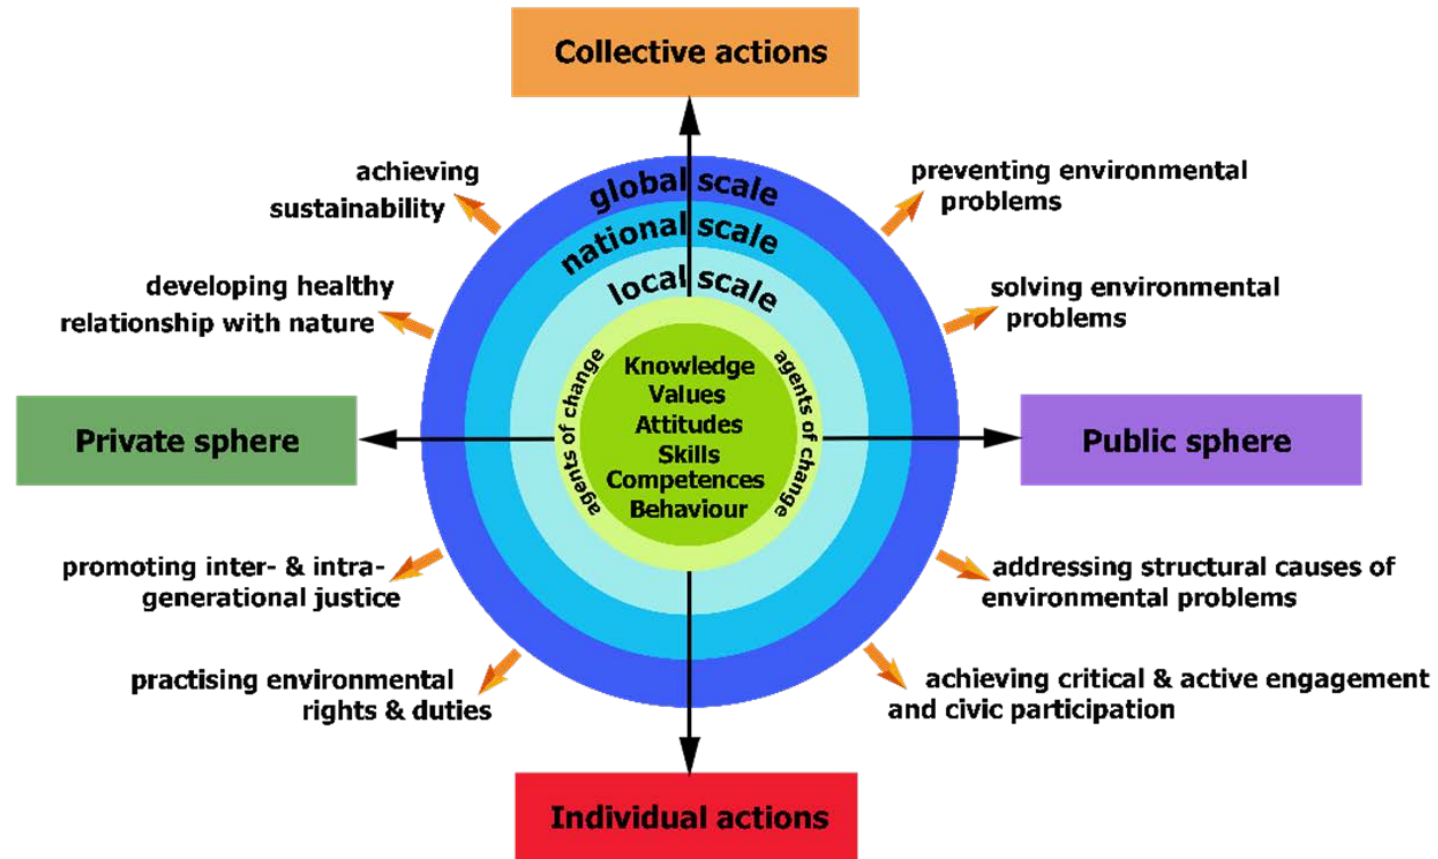 Collective actions
achieving
sustainability
preventing environmental
problems
global scale
national scale
local scale
developing healthy
relationship with nature
solving environmental
problems
agents of change
Knowledge
Values
Attitudes
Skills
Competences
Behaviour
agents of change
Private sphere
Public sphere
promoting inter- & intra-
generational justice
addressing structural causes of
environmental problems
practising environmental
rights & duties
achieving critical & active engagement
and civic participation
Individual actions